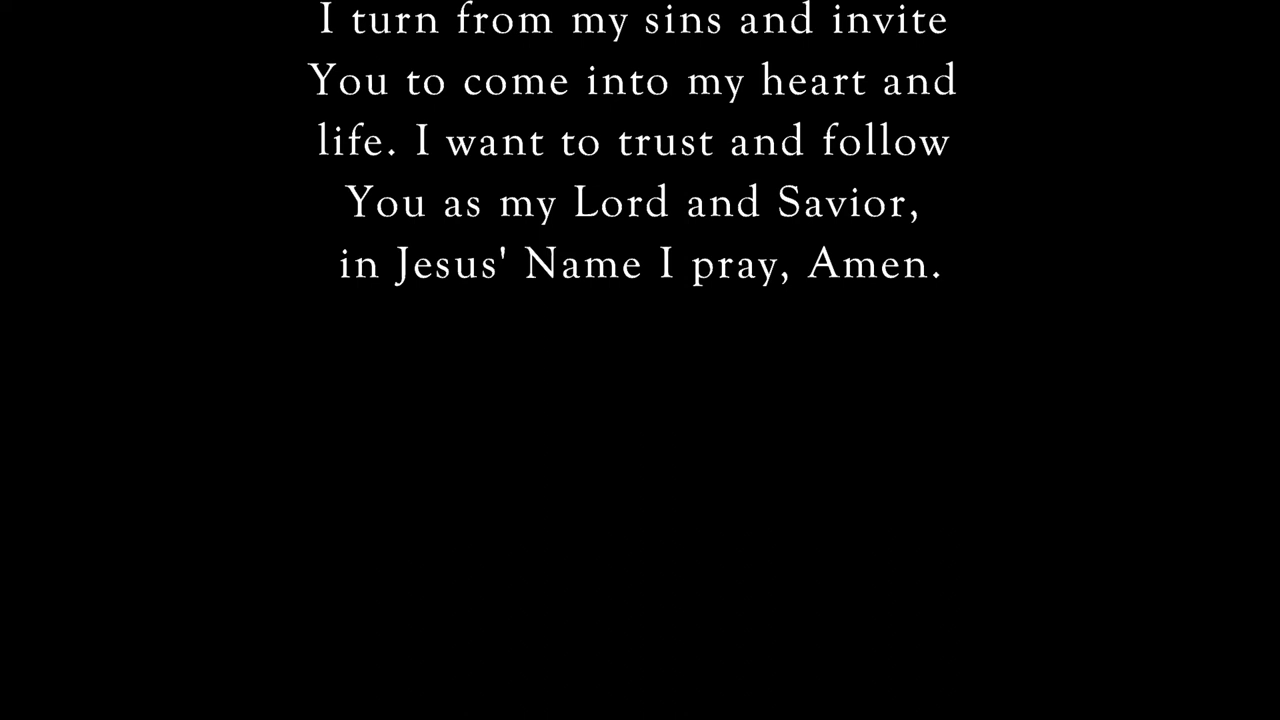 I turn from my sins and invite
You to come into my heart and
life. I want to trust and follow
You as my Lord and Savior,
in Jesus' Name I pray, Amen.